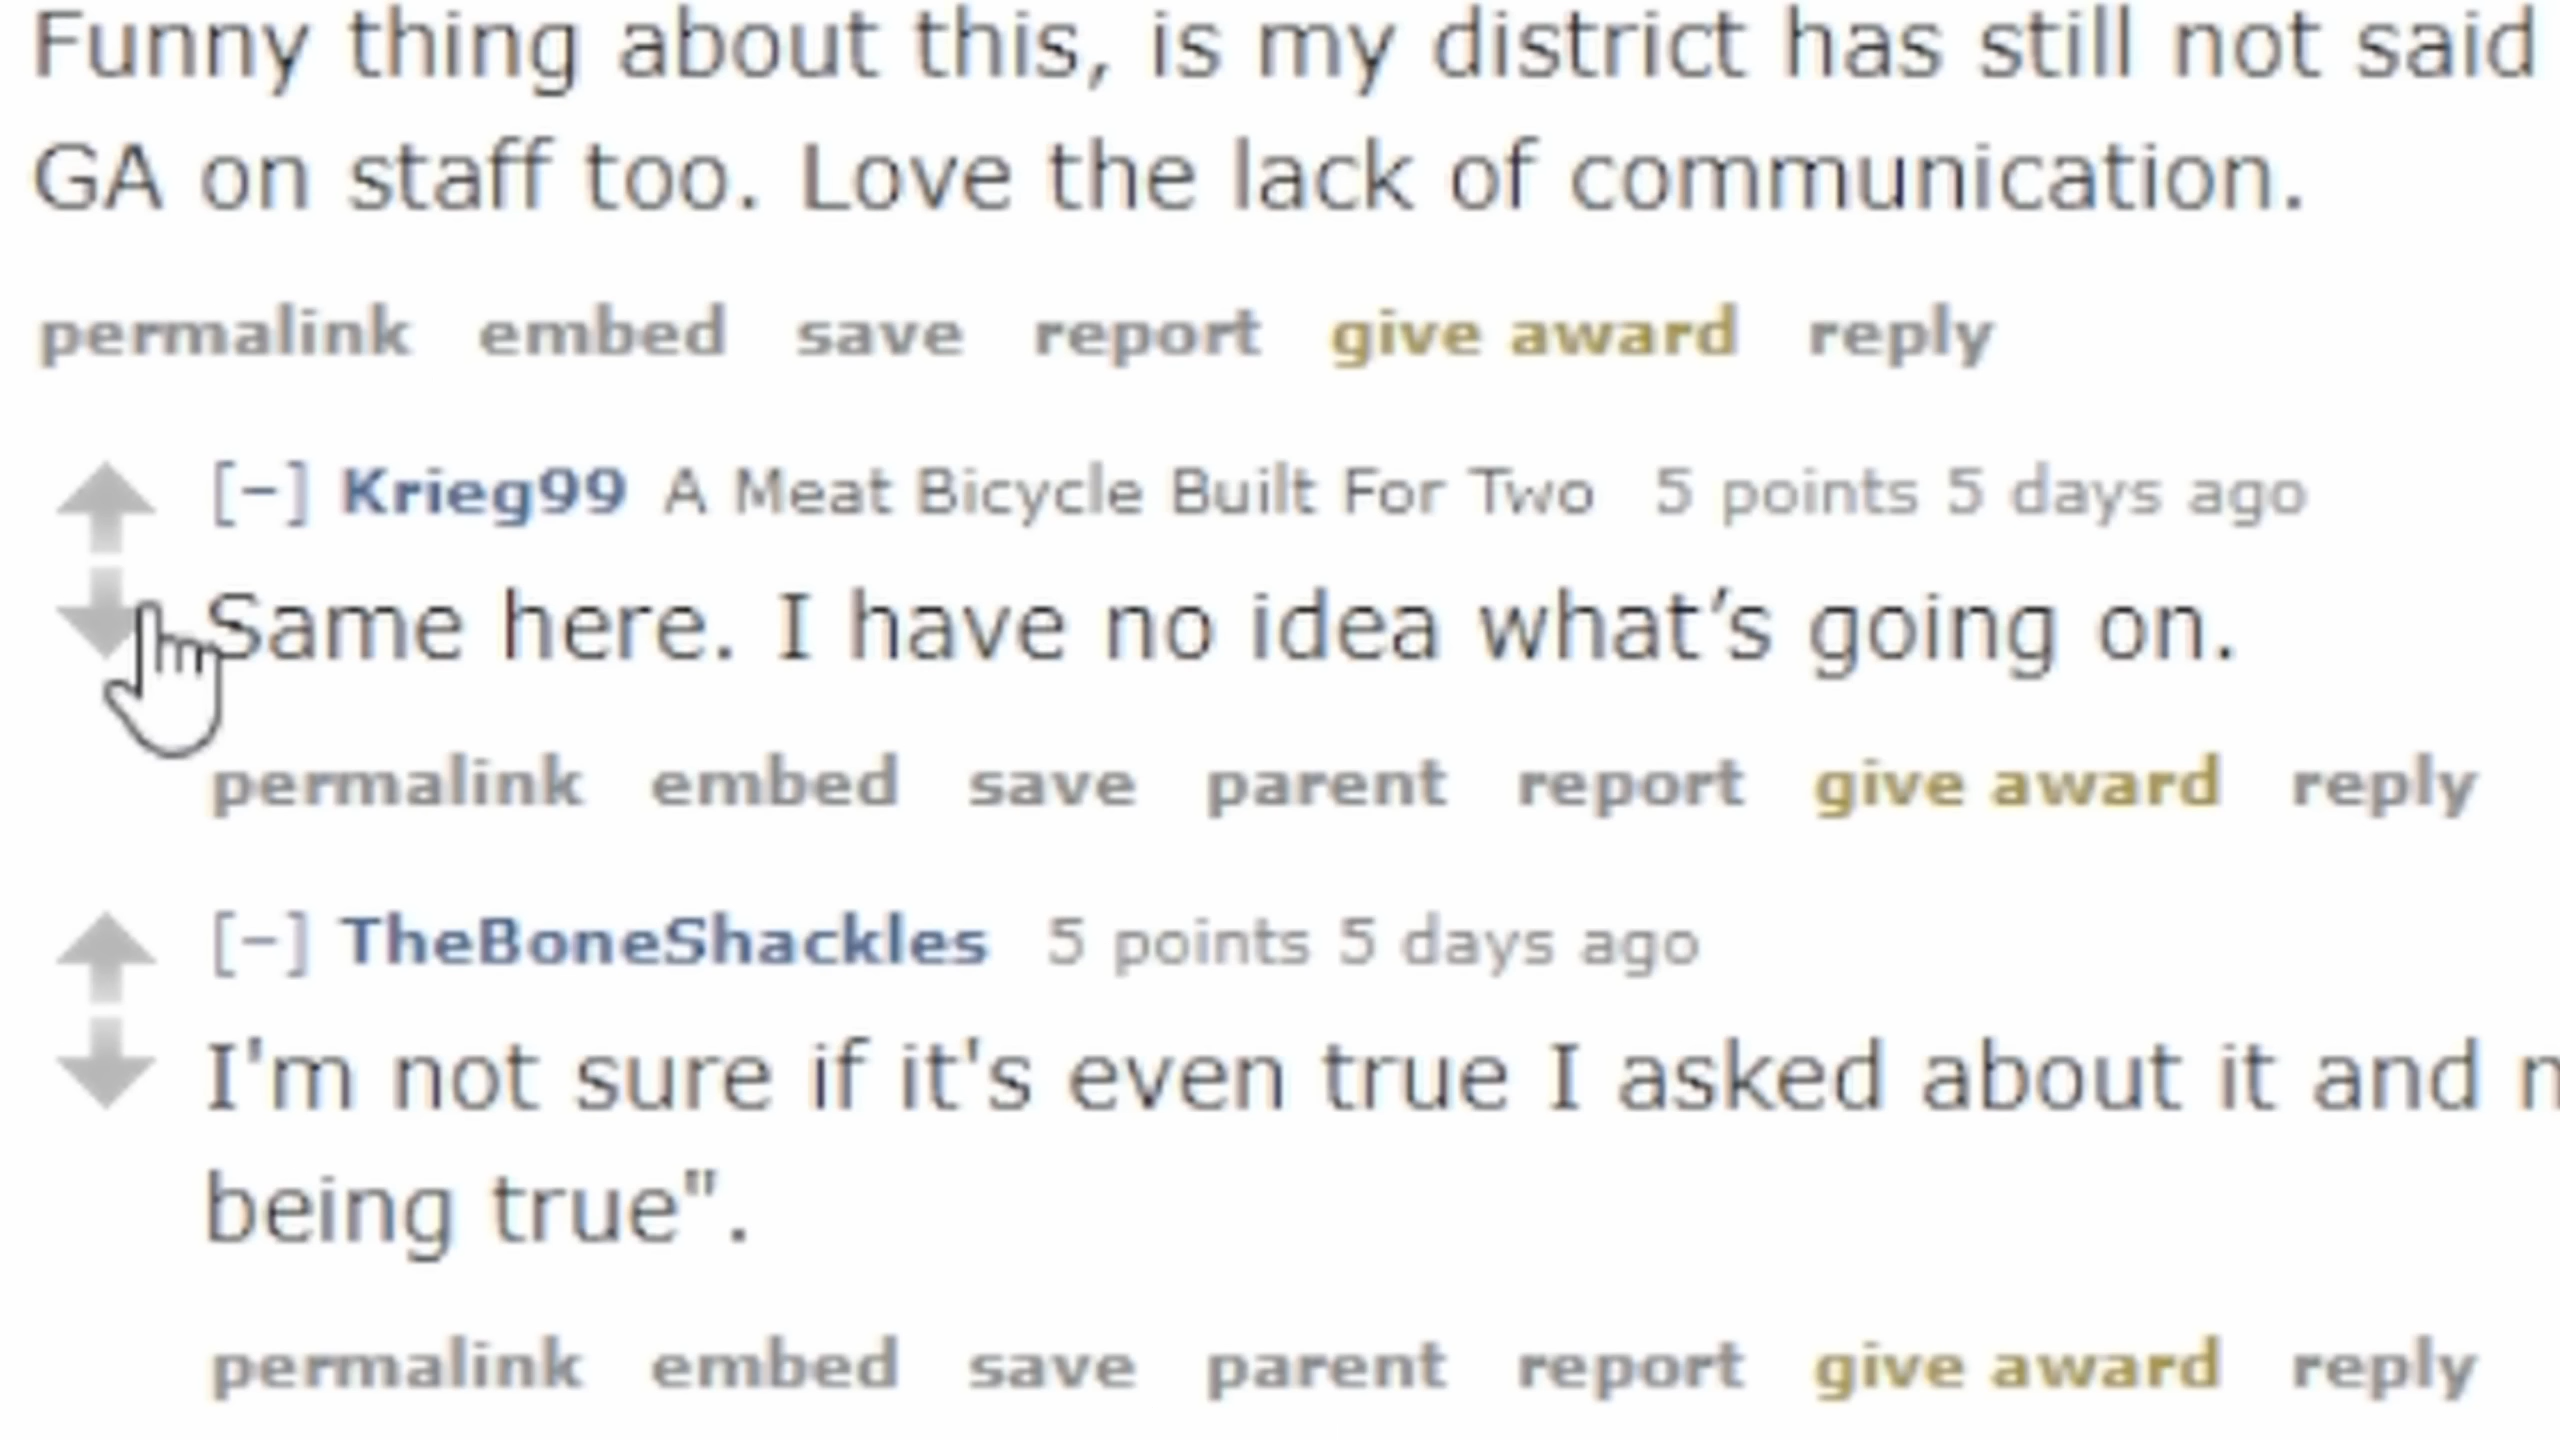 Funny thing about this, is my district has still not said
GA on staff too. Love the lack of communication.
permalink embed save report give award reply
[–] Krieg99 A Meat Bicycle Built For Two 5 points 5 days ago
Same here. I have no idea what’s going on.
permalink embed save parent report give award reply
[–] TheBoneShackles 5 points 5 days ago
I'm not sure if it's even true I asked about it and
being true".
permalink embed save parent report give award reply